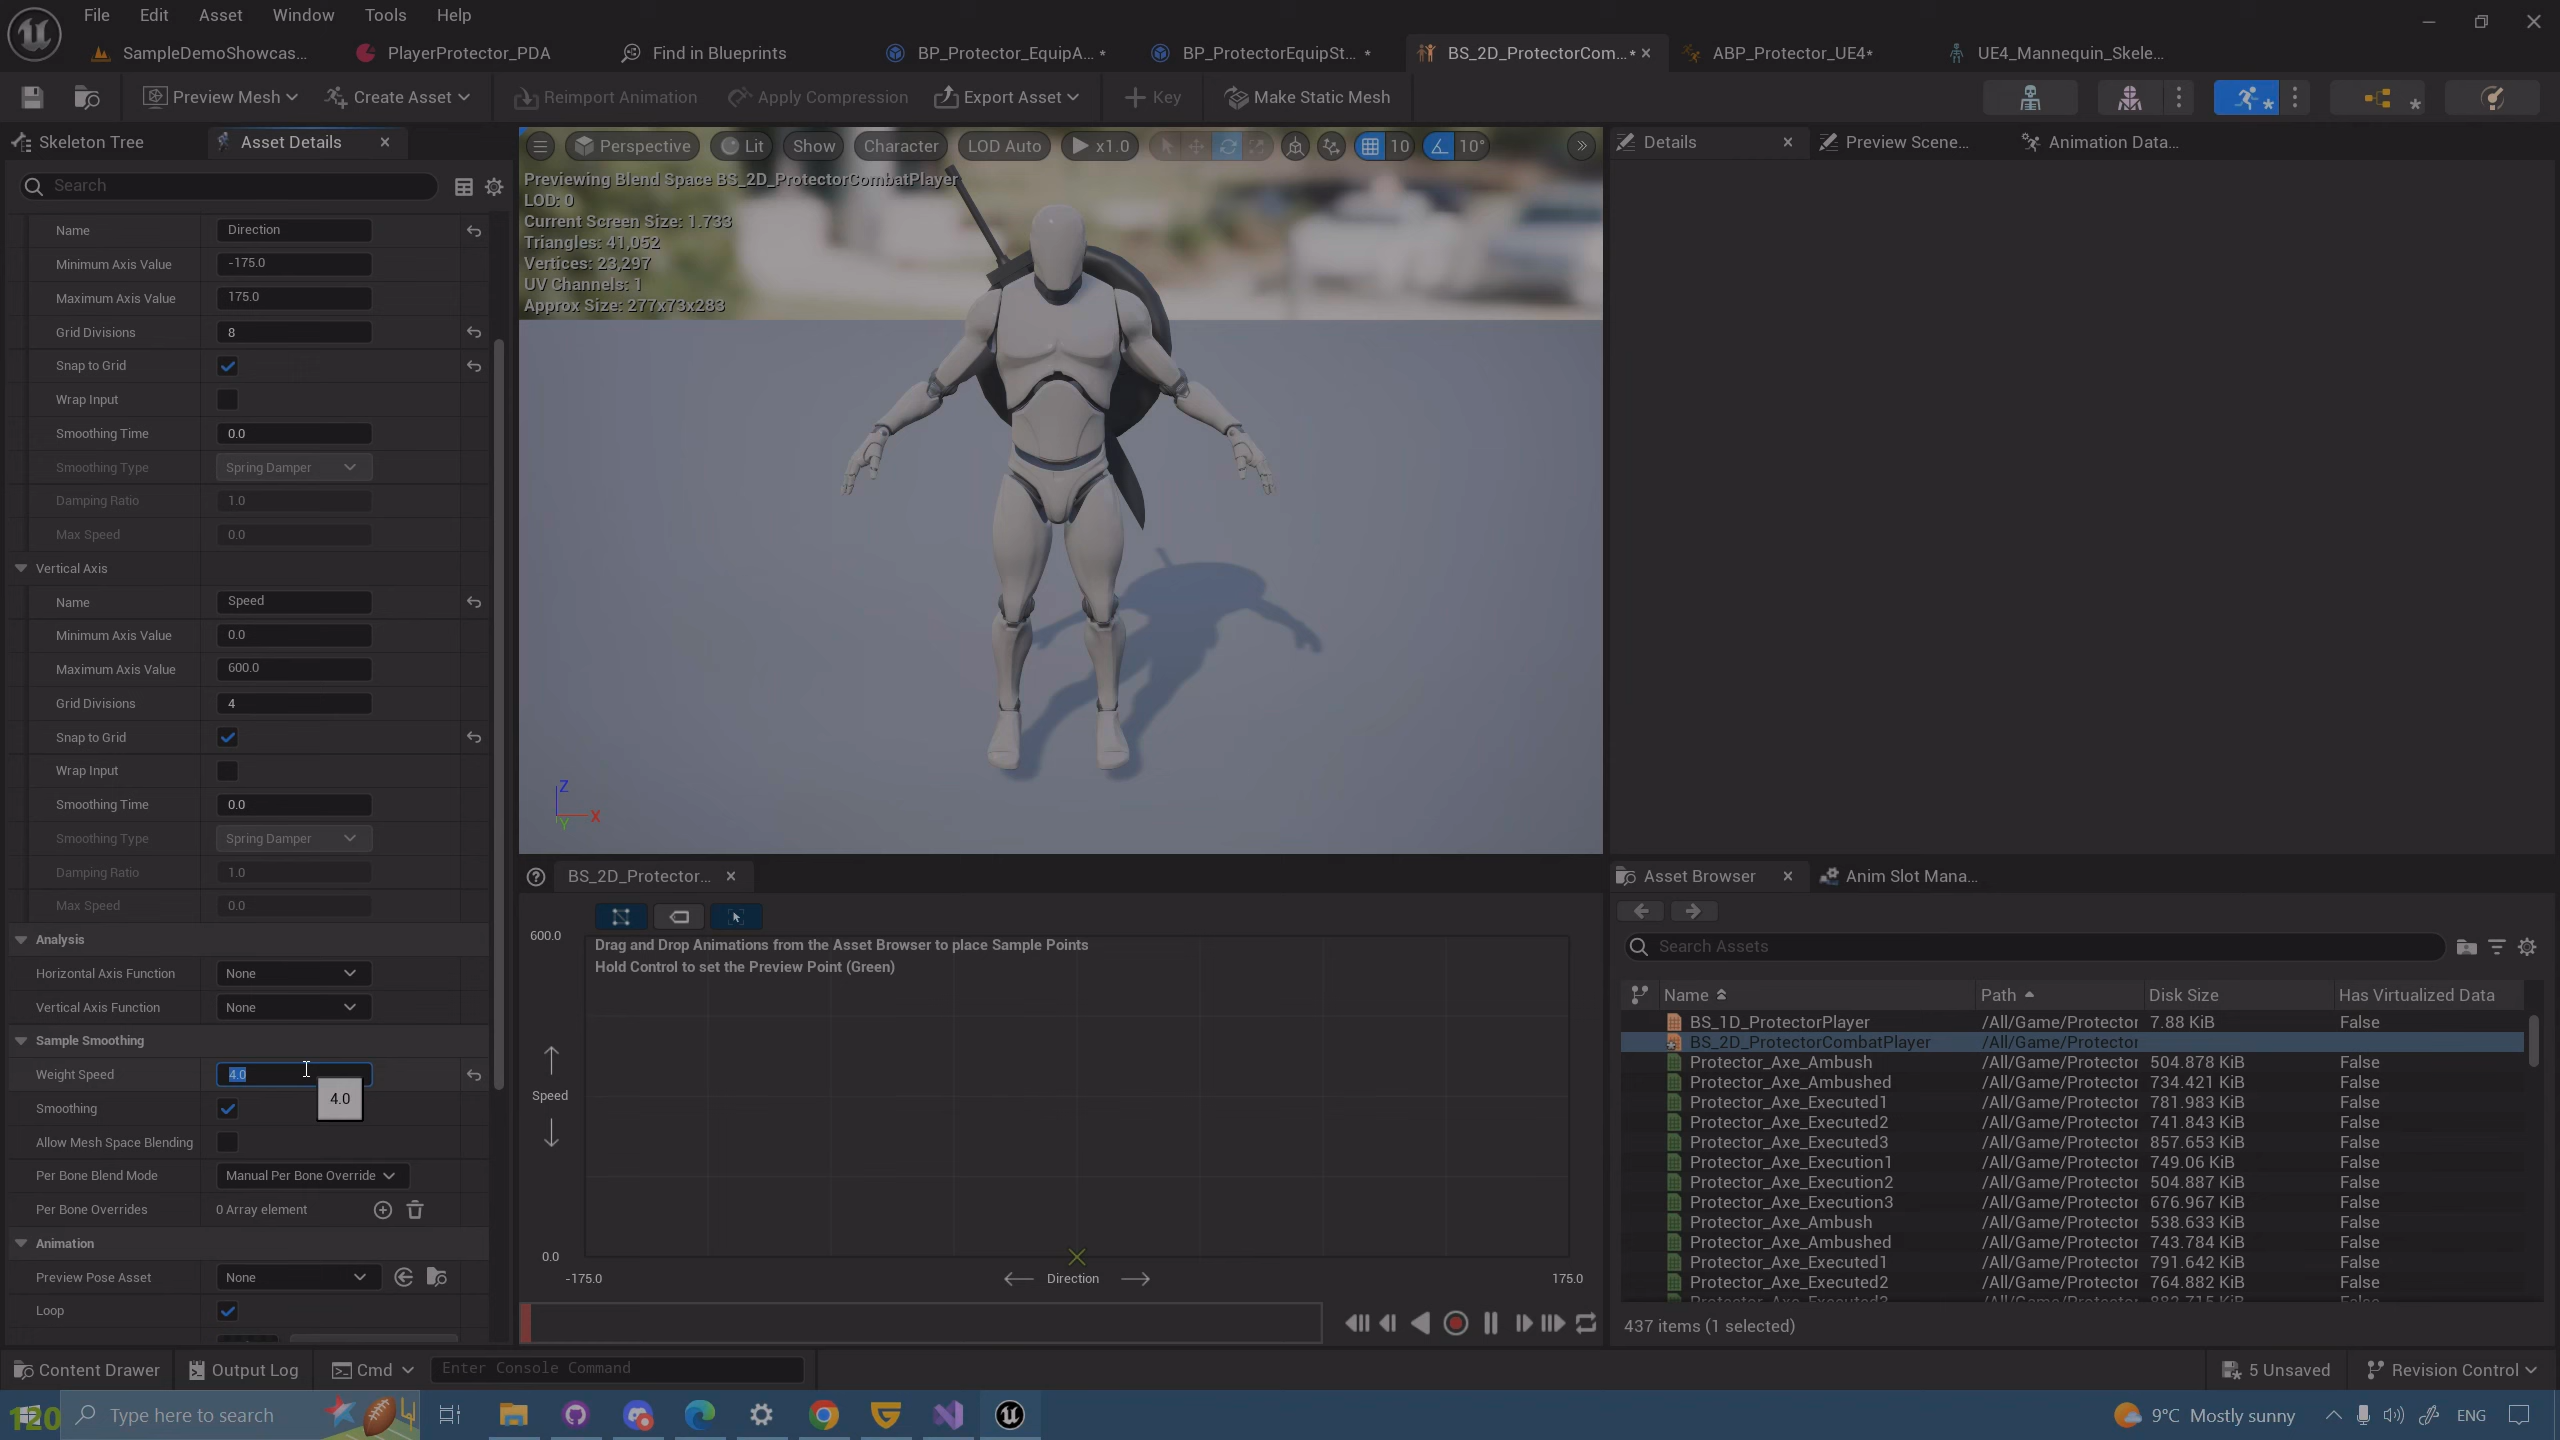 File Edit Asset Window Tools Help
SampleDemoShowcas... PlayerProtector_PDA Find in Blueprints BP_Protector_EquipA... * BP_ProtectorEquipSt... * BS_2D_ProtectorCom...* ABP_Protector_UE4* UE4_Mannequin_Skele...
Preview Mesh Create Asset Reimport Animation Apply Compression Export Asset Key Make Static Mesh
Skeleton Tree Asset Details
Search
Name Direction
Minimum Axis Value -175.0
Maximum Axis Value 175.0
Grid Divisions 8
Snap to Grid
Wrap Input
Smoothing Time 0.0
Smoothing Type Spring Damper
Damping Ratio 1.0
Max Speed 0.0
Vertical Axis
Name Speed
Minimum Axis Value 0.0
Maximum Axis Value 600.0
Grid Divisions 4
Snap to Grid
Wrap Input
Smoothing Time 0.0
Smoothing Type Spring Damper
Damping Ratio 1.0
Max Speed 0.0
Analysis
Horizontal Axis Function None
Vertical Axis Function None
Sample Smoothing
Weight Speed 4.0
4.0
Smoothing
Allow Mesh Space Blending
Per Bone Blend Mode Manual Per Bone Override
Per Bone Overrides 0 Array element
Animation
Preview Pose Asset None
Loop
Perspective Lit Show Character LOD Auto x1.0 10 10°
Previewing Blend Space BS_2D_ProtectorCombatPlayer
LOD: 0
Current Screen Size: 1.733
Triangles: 41,052
Vertices: 23,297
UV Channels: 1
Approx Size: 277x73x283
Z
X
Y
BS_2D_Protector...
600.0
Drag and Drop Animations from the Asset Browser to place Sample Points
Hold Control to set the Preview Point (Green)
Speed
0.0
-175.0 Direction 175.0
Details Preview Scene... Animation Data...
Asset Browser Anim Slot Mana...
Search Assets
Name Path Disk Size Has Virtualized Data
BS_1D_ProtectorPlayer /All/Game/Protector 7.88 KiB False
BS_2D_ProtectorCombatPlayer /All/Game/Protector
Protector_Axe_Ambush /All/Game/Protector 504.878 KiB False
Protector_Axe_Ambushed /All/Game/Protector 734.421 KiB False
Protector_Axe_Executed1 /All/Game/Protector 781.983 KiB False
Protector_Axe_Executed2 /All/Game/Protector 741.843 KiB False
Protector_Axe_Executed3 /All/Game/Protector 857.653 KiB False
Protector_Axe_Execution1 /All/Game/Protector 749.06 KiB False
Protector_Axe_Execution2 /All/Game/Protector 504.887 KiB False
Protector_Axe_Execution3 /All/Game/Protector 676.967 KiB False
Protector_Axe_Ambush /All/Game/Protector 538.633 KiB False
Protector_Axe_Ambushed /All/Game/Protector 743.784 KiB False
Protector_Axe_Executed1 /All/Game/Protector 791.642 KiB False
Protector_Axe_Executed2 /All/Game/Protector 764.882 KiB False
Protector_Axe_Executed3 /All/Game/Protector 882.715 KiB False
437 items (1 selected)
Content Drawer Output Log Cmd Enter Console Command 5 Unsaved Revision Control
120 Type here to search 9°C Mostly sunny ENG